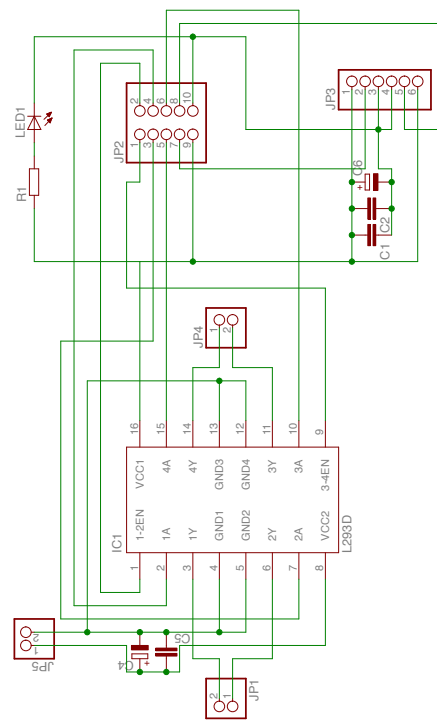 LED1
R1
JP2
2 4 6 8 10
1 3 5 7 9
JP3
1 2 3 4 5 6
C6
+
C2
C1
JP4
1
2
16 15 14 13 12 11 10 9
VCC1 4A 4Y GND3 GND4 3Y 3A 3-4EN
IC1
L293D
1-2EN 1A 1Y GND1 GND2 2Y 2A VCC2
1 2 3 4 5 6 7 8
JP5
2
1
C4
+
C5
JP1
2
1